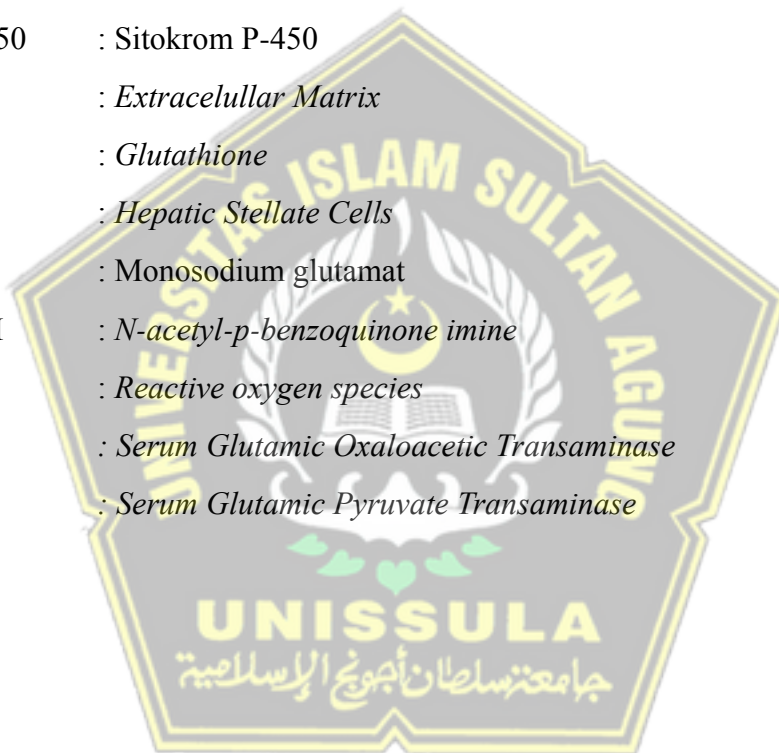 50 : Sitokrom P-450
: Extracelullar Matrix
: Glutathione
: Hepatic Stellate Cells
: Monosodium glutamat
I : N-acetyl-p-benzoquinone imine
: Reactive oxygen species
: Serum Glutamic Oxaloacetic Transaminase
: Serum Glutamic Pyruvate Transaminase
UNIVERSITAS ISLAM SULTAN AGUNG
UNISSULA
جامعة سلطان أجونج الإسلامية